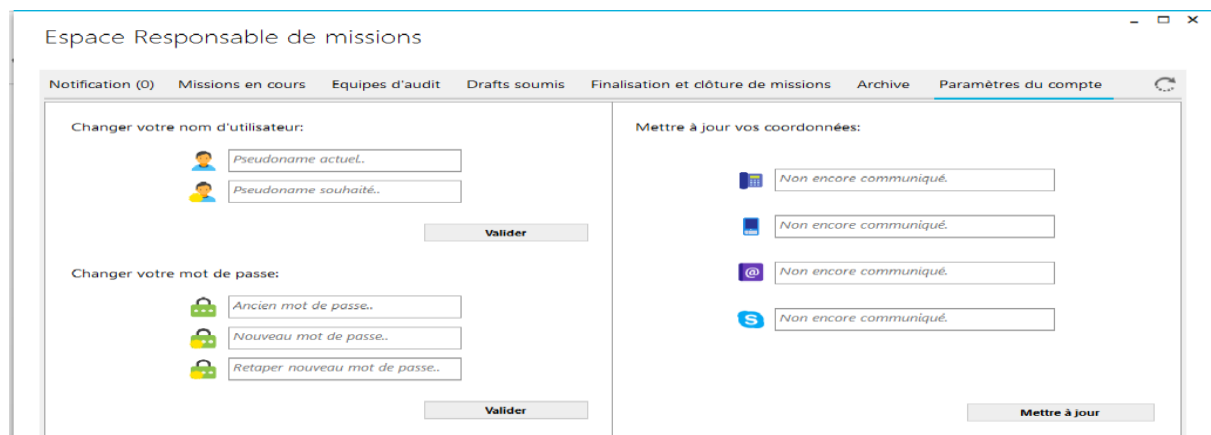 Espace Responsable de missions
Notification (0) Missions en cours Equipes d'audit Drafts soumis Finalisation et clôture de missions Archive Paramètres du compte
Changer votre nom d'utilisateur:
Pseudoname actuel..
Pseudoname souhaité..
Valider
Changer votre mot de passe:
Ancien mot de passe..
Nouveau mot de passe..
Retaper nouveau mot de passe..
Valider
Mettre à jour vos coordonnées:
Non encore communiqué.
Non encore communiqué.
@ Non encore communiqué.
S Non encore communiqué.
Mettre à jour